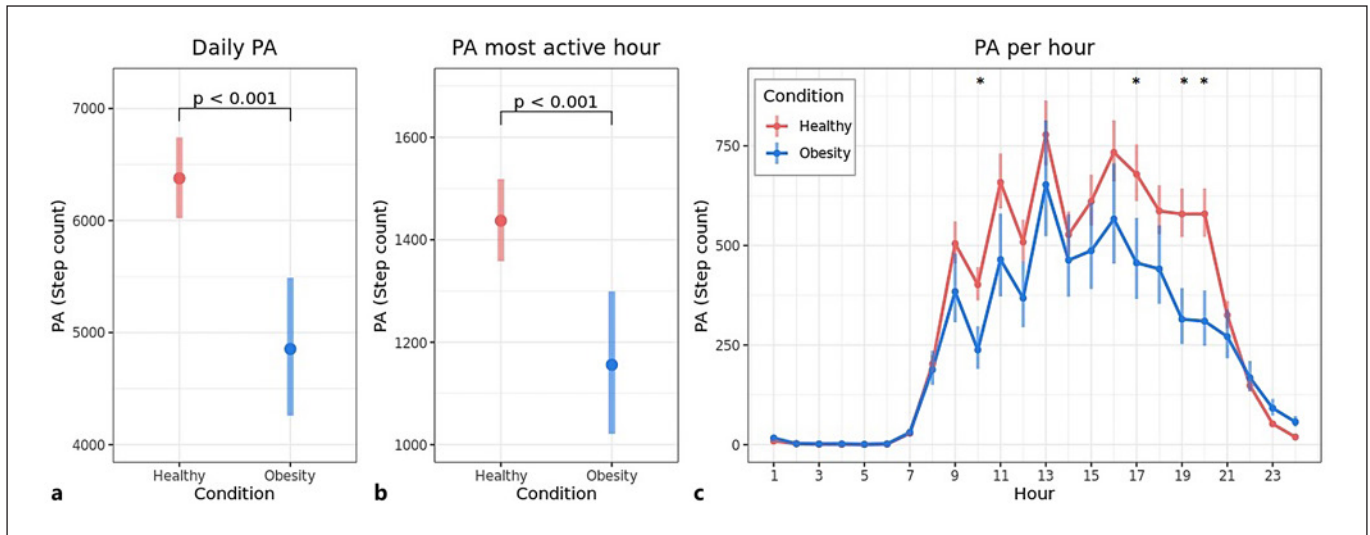 Daily PA
PA (Step count)
7000
6000
5000
4000
p < 0.001
Healthy
Obesity
Condition
a
PA most active hour
PA (Step count)
1600
1400
1200
1000
p < 0.001
Healthy
Obesity
Condition
b
PA per hour
PA (Step count)
750
500
250
0
Condition
Healthy
Obesity
* * * *
1 3 5 7 9 11 13 15 17 19 21 23
Hour
c